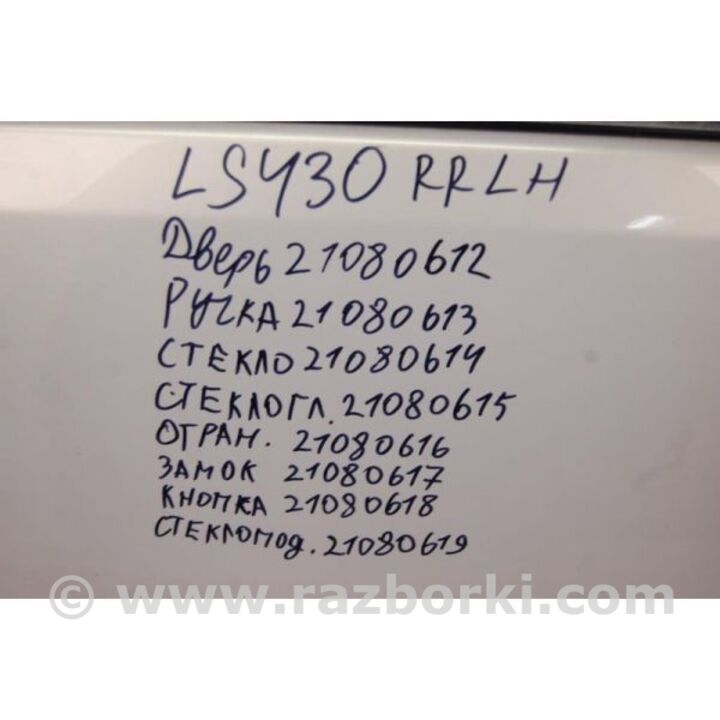 LSY30 RRLH
Дверь 21080612
РУЧКА 21080613
СТЕКЛО 21080614
СТЕКЛОГЛ. 21080615
ОГРАН. 21080616
ЗАМОК 21080617
КНОПКА 21080618
СТЕКЛОПОД. 21080619
© www.razborki.com